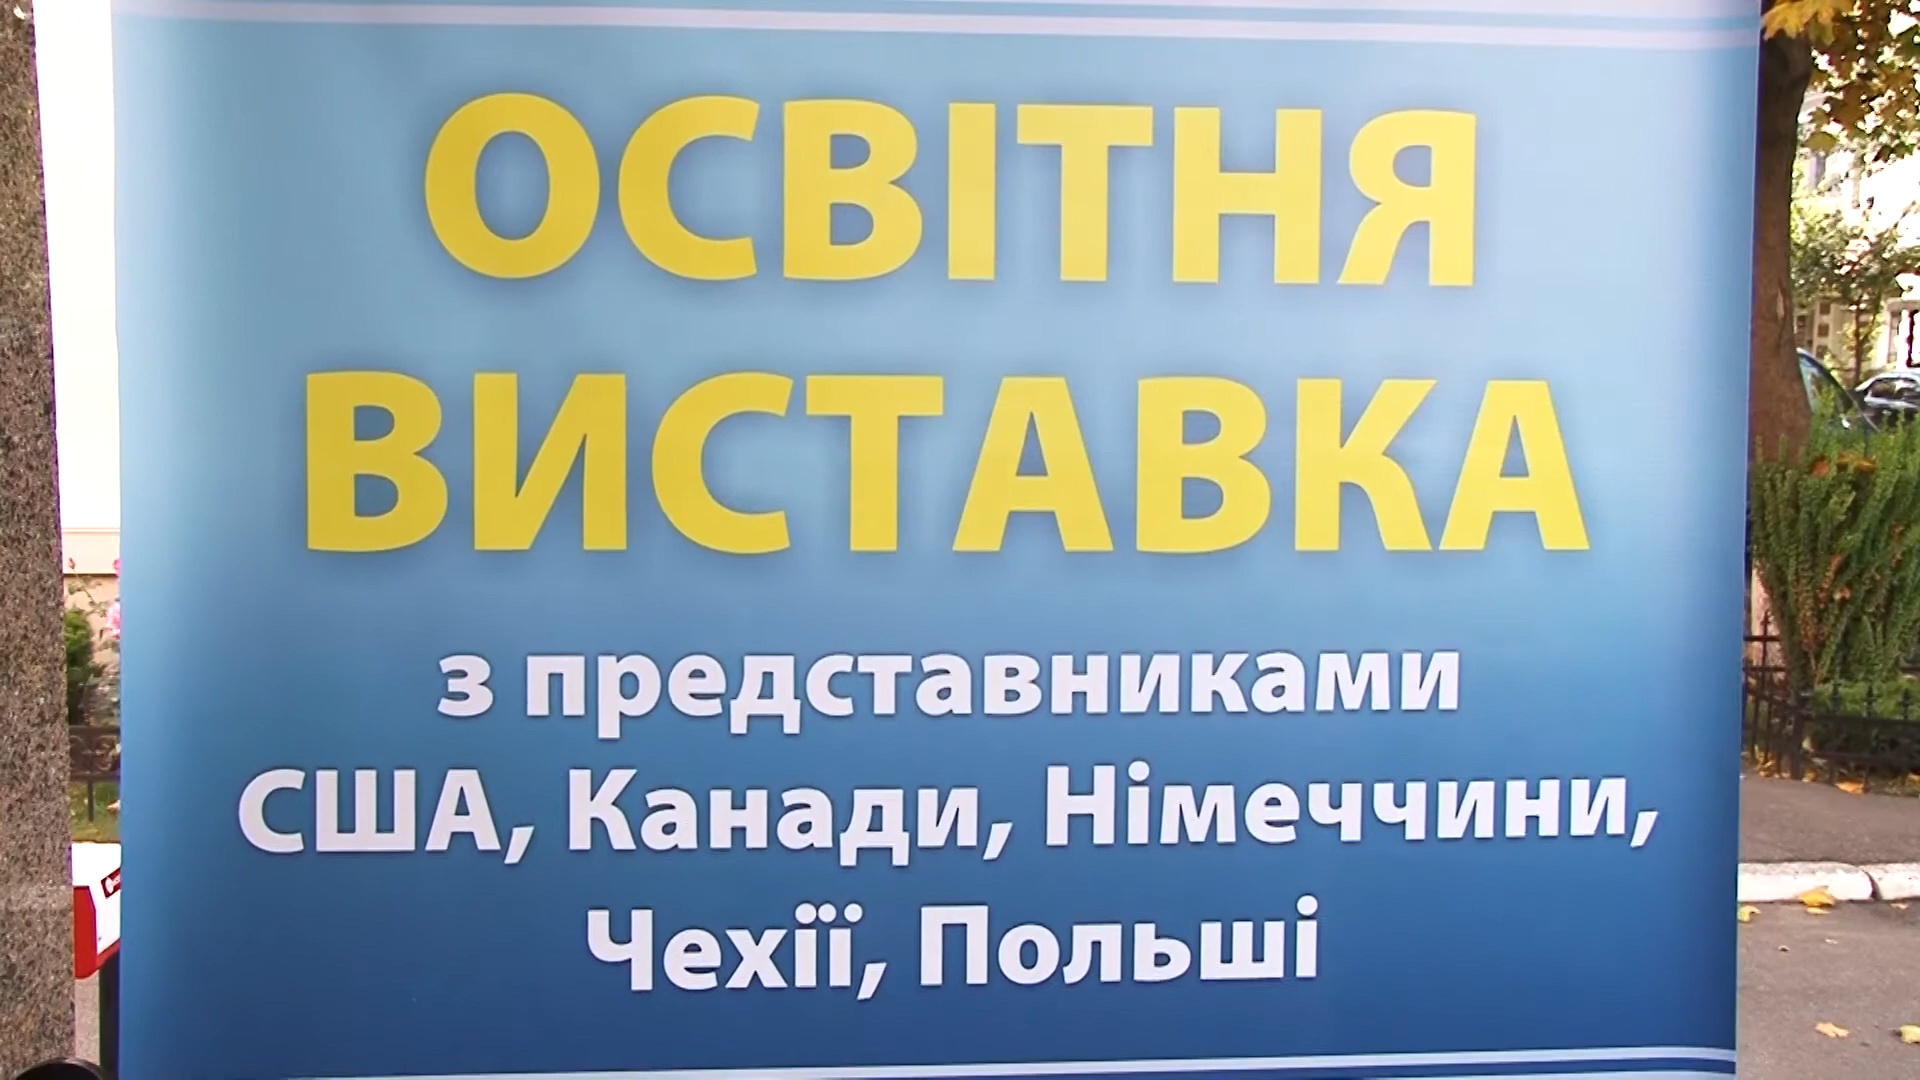 ОСВІТНЯ
ВИСТАВКА
з представниками
США, Канади, Німеччини,
Чехії, Польші